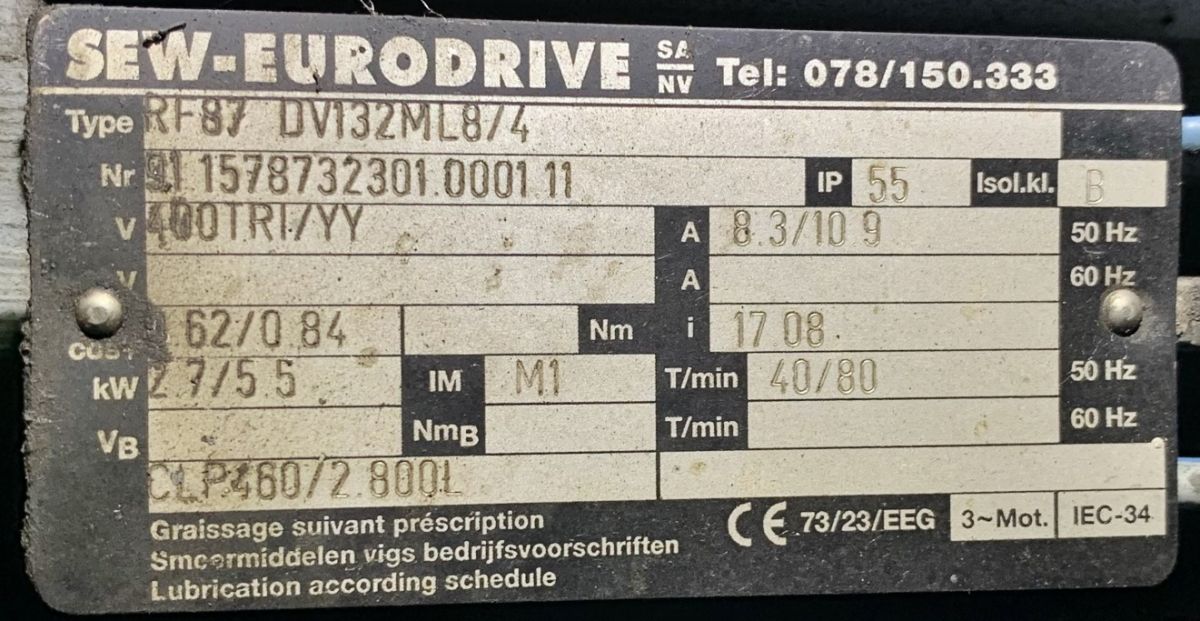 SEW-EURODRIVE SA NV Tel: 078/150.333
Type RF87 DV132ML8/4
Nr 91 1578732301.0001.11 IP 55 Isol.kl. B
V 400TRI/YY A 8.3/10 9 50 Hz
V A 60 Hz
cosφ 62/0 84 Nm i 17 08
kW 2 7/5 5 IM M1 T/min 40/80 50 Hz
VB NmB T/min 60 Hz
CLP460/2 800L
Graissage suivant préscription CE 73/23/EEG 3~Mot. IEC-34
Smeermiddelen vigs bedrijfsvoorschriften
Lubrication according schedule